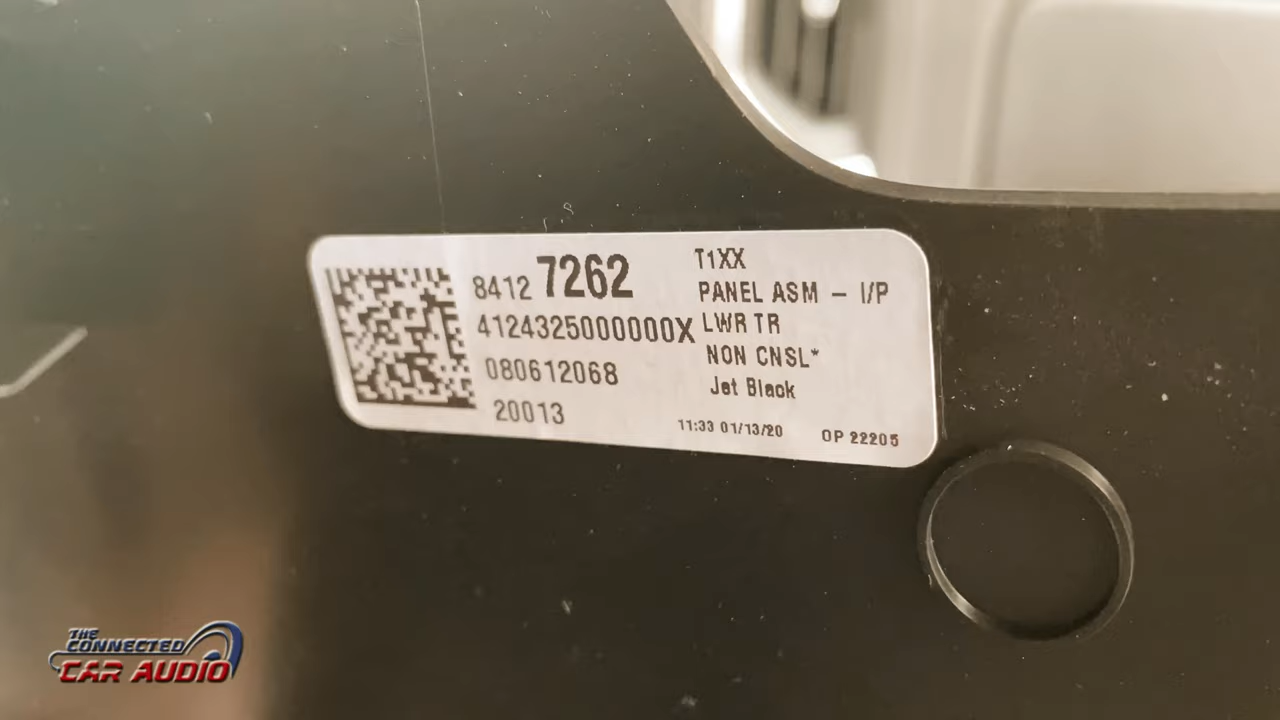 8412 7262
4124325000000X
080612068
20013
T1XX
PANEL ASM – I/P
LWR TR
NON CNSL*
Jet Black
11:33 01/13/20 OP 22205
THE
CONNECTED
CAR AUDIO